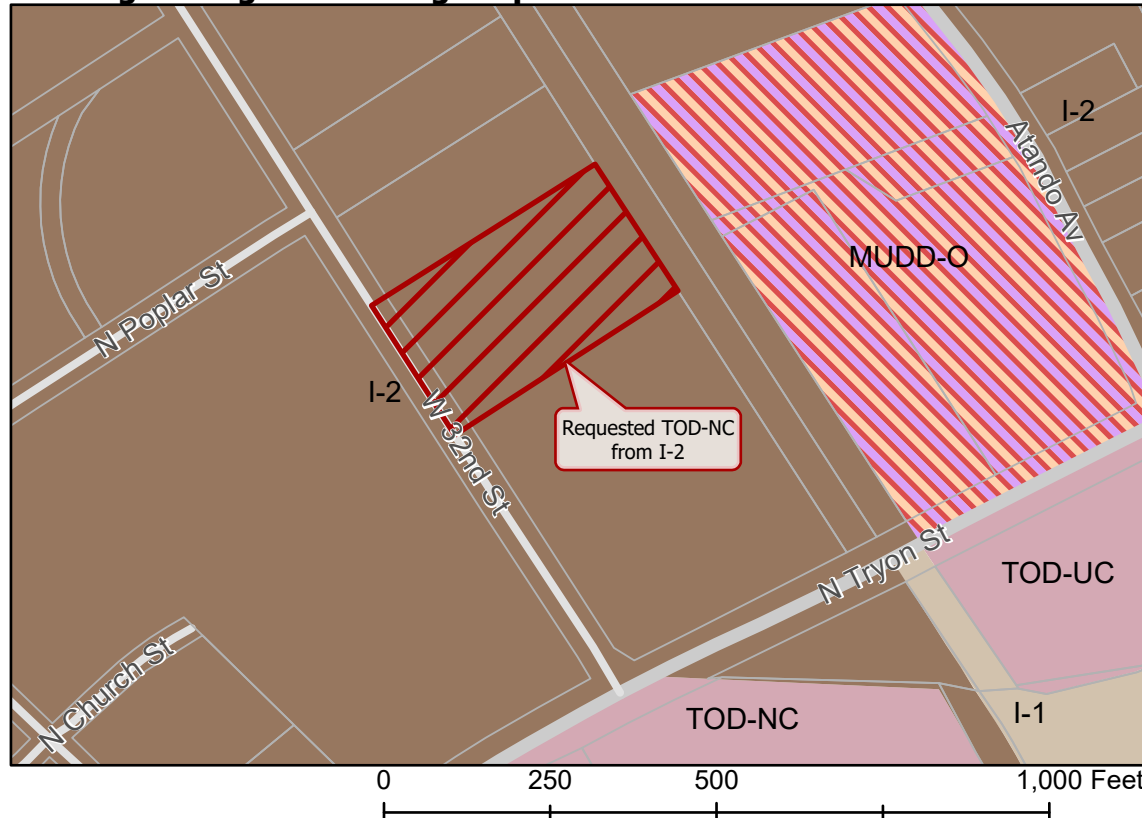 I-2
Atando Av
MUDD-O
N Poplar St
I-2
W 32nd St
Requested TOD-NC
from I-2
N Tryon St
TOD-UC
N Church St
TOD-NC
I-1
0 250 500 1,000 Feet